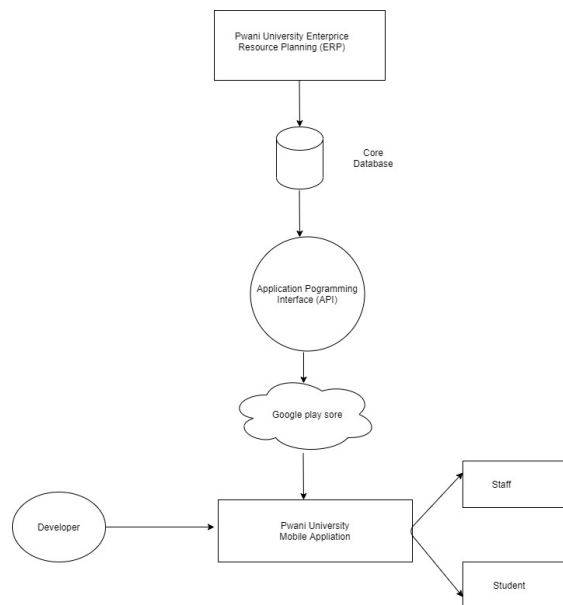 Pwani University Enterprice
Resource Planning (ERP)
Core
Database
Application Pogramming
Interface (API)
Google play sore
Developer
Pwani University
Mobile Appliation
Staff
Student